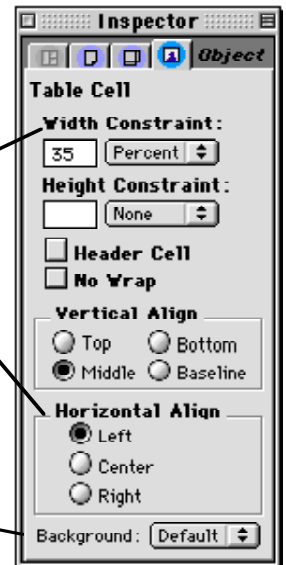 Inspector
Object
Table Cell
Width Constraint:
35 Percent
Height Constraint:
None
Header Cell
No Wrap
Vertical Align
Top Bottom
Middle Baseline
Horizontal Align
Left
Center
Right
Background: Default